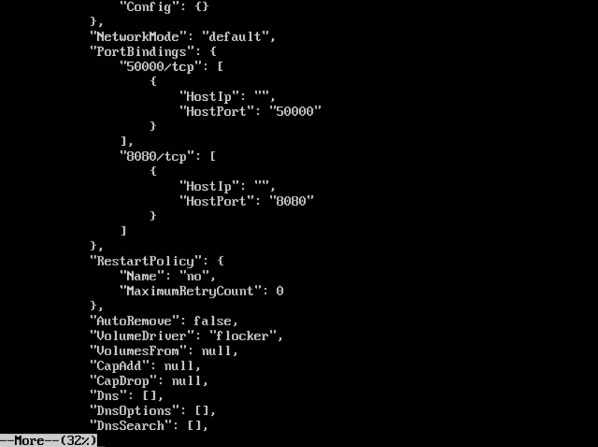 "Config": {}
},
"NetworkMode": "default",
"PortBindings": {
"50000/tcp": [
{
"HostIp": "",
"HostPort": "50000"
}
],
"8080/tcp": [
{
"HostIp": "",
"HostPort": "8080"
}
]
},
"RestartPolicy": {
"Name": "no",
"MaximumRetryCount": 0
},
"AutoRemove": false,
"VolumeDriver": "flocker",
"VolumesFrom": null,
"CapAdd": null,
"CapDrop": null,
"Dns": [],
"DnsOptions": [],
"DnsSearch": [],
--More--(32%)